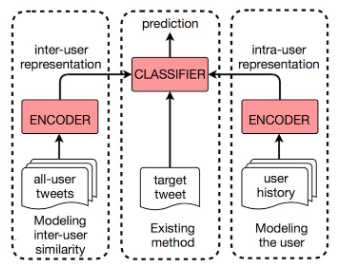 prediction
inter-user
representation
CLASSIFIER
intra-user
representation
ENCODER
ENCODER
all-user
tweets
target
tweet
user
history
Modeling
inter-user
similarity
Existing
method
Modeling
the user